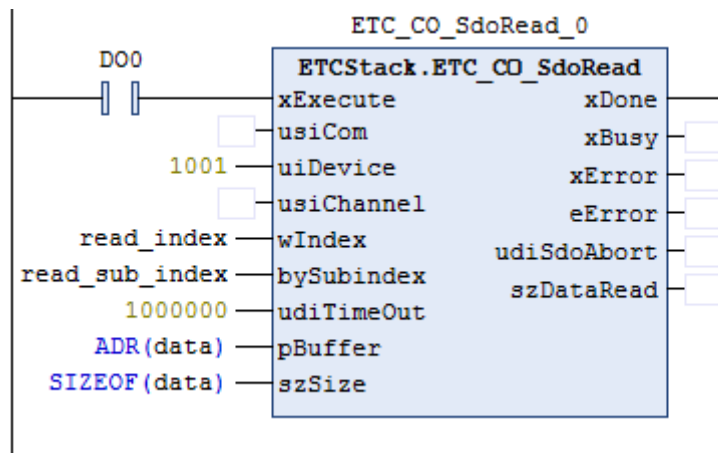 ETC_CO_SdoRead_0
DO0
ETCStack.ETC_CO_SdoRead
xExecute xDone
usiCom xBusy
1001 uiDevice xError
usiChannel eError
read_index wIndex udiSdoAbort
read_sub_index bySubindex szDataRead
1000000 udiTimeOut
ADR(data) pBuffer
SIZEOF(data) szSize